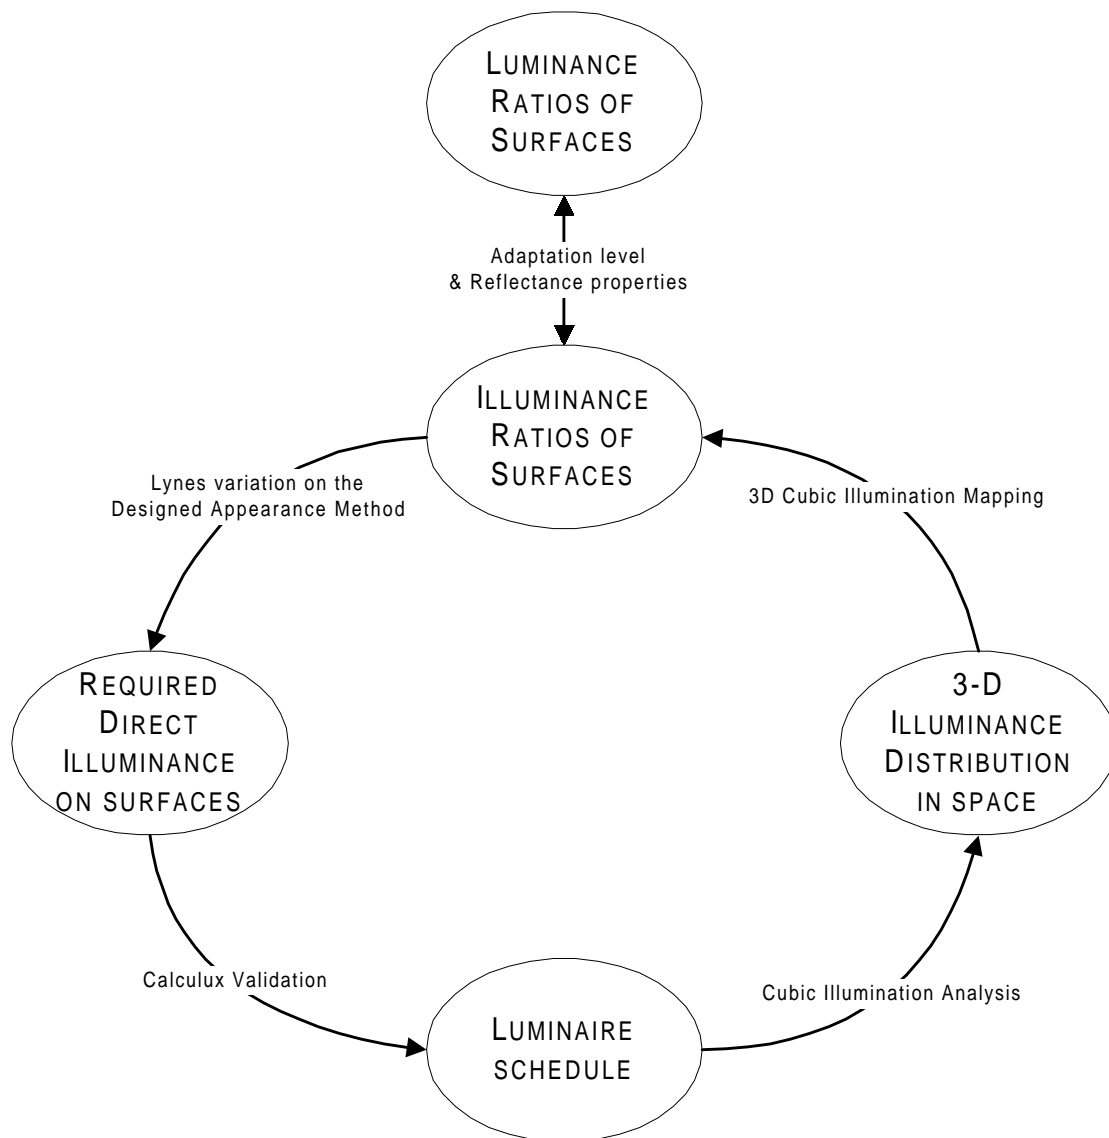 LUMINANCE
RATIOS OF
SURFACES
Adaptation level
& Reflectance properties
ILLUMINANCE
RATIOS OF
SURFACES
Lynes variation on the
Designed Appearance Method
3D Cubic Illumination Mapping
REQUIRED
DIRECT
ILLUMINANCE
ON SURFACES
3-D
ILLUMINANCE
DISTRIBUTION
IN SPACE
Calculux Validation
Cubic Illumination Analysis
LUMINAIRE
SCHEDULE